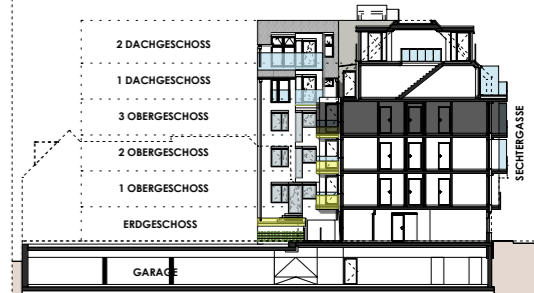 2 DACHGESCHOSS
1 DACHGESCHOSS
3 OBERGESCHOSS
2 OBERGESCHOSS
1 OBERGESCHOSS
ERDGESCHOSS
GARAGE
SECHTERGASSE